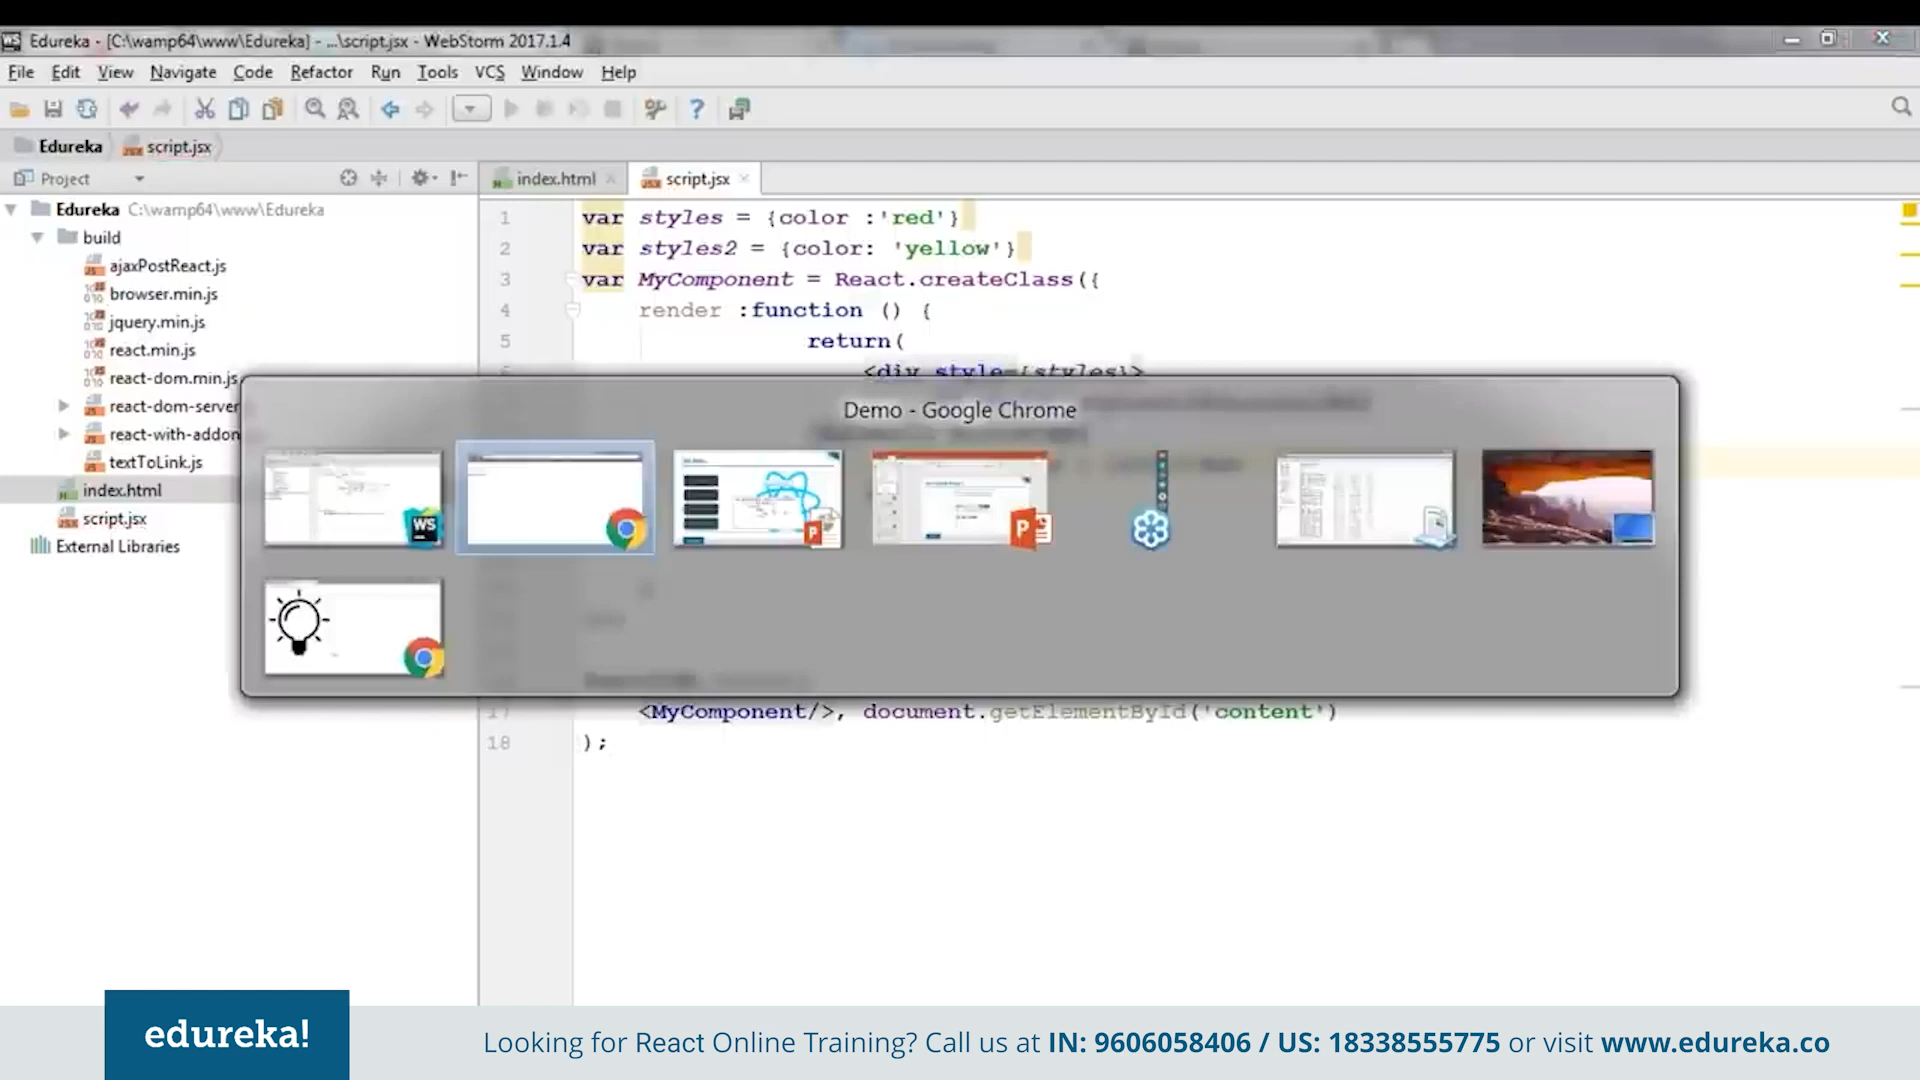 Edureka - [C:\wamp64\www\Edureka] - ...\script.jsx - WebStorm 2017.1.4
File Edit View Navigate Code Refactor Run Tools VCS Window Help
Edureka script.jsx
Project
index.html
script.jsx
Edureka C:\wamp64\www\Edureka
build
ajaxPostReact.js
browser.min.js
jquery.min.js
react.min.js
react-dom.min.js
react-dom-server
react-with-addon
textToLink.js
index.html
script.jsx
External Libraries
1 var styles = {color :'red'}
2 var styles2 = {color: 'yellow'}
3 var MyComponent = React.createClass({
4 render :function () {
5 return(
<div style={styles}>
Demo - Google Chrome
WS
P
P
17 <MyComponent/>, document.getElementById('content')
18 );
edureka!
Looking for React Online Training? Call us at IN: 9606058406 / US: 18338555775 or visit www.edureka.co